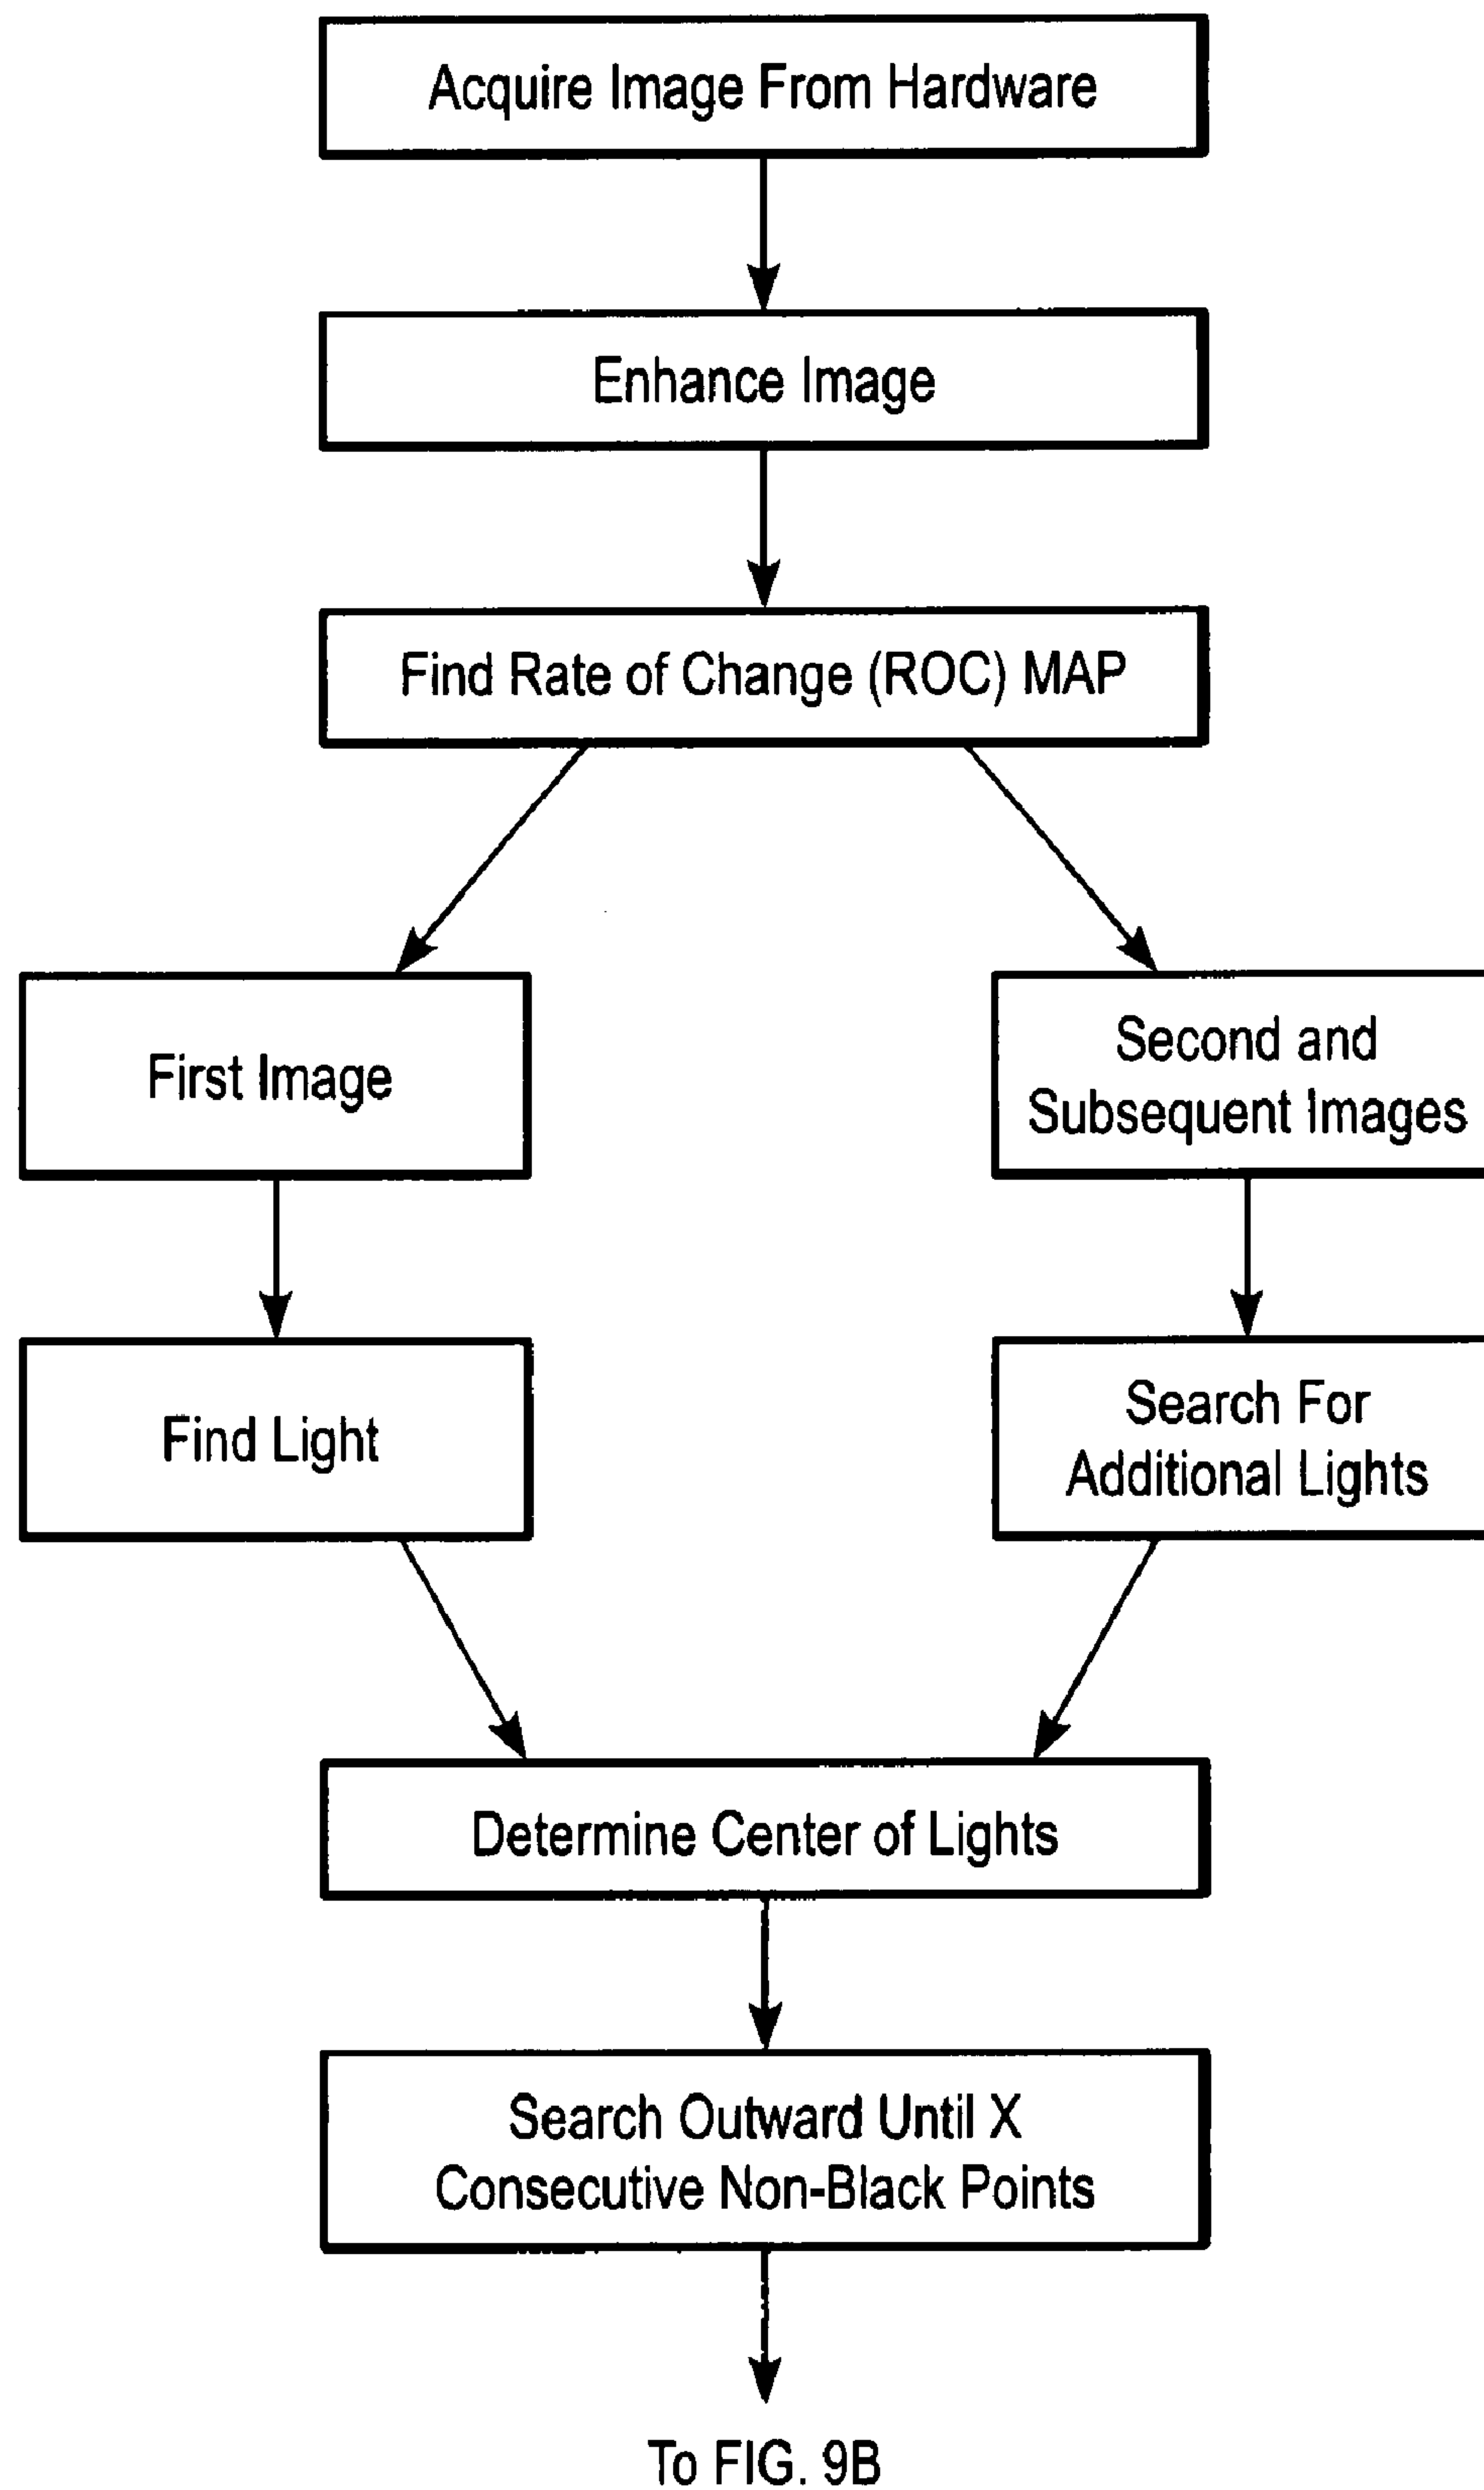 Acquire Image From Hardware
Enhance Image
Find Rate of Change (ROC) MAP
First Image
Second and
Subsequent Images
Find Light
Search For
Additional Lights
Determine Center of Lights
Search Outward Until X
Consecutive Non-Black Points
To FIG. 9B